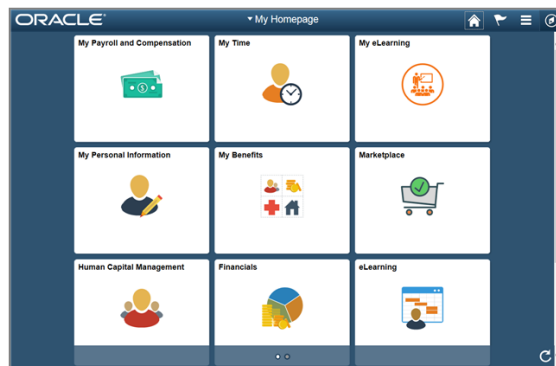 ORACLE
My Homepage
My Payroll and Compensation
My Time
My eLearning
My Personal Information
My Benefits
Marketplace
Human Capital Management
Financials
eLearning